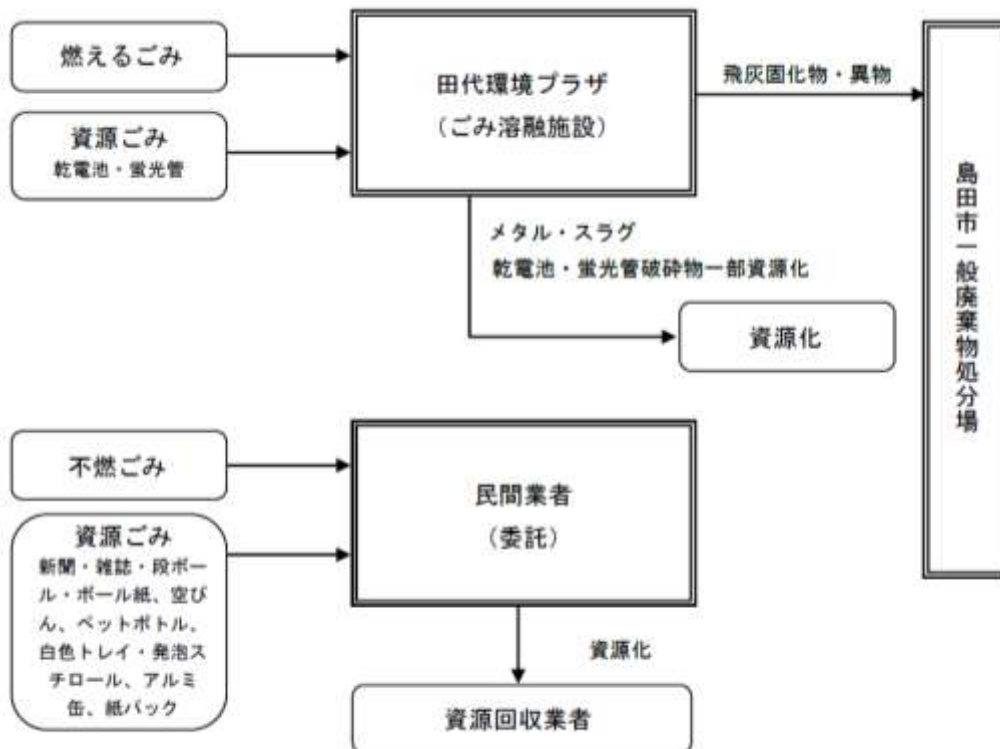 燃えるごみ
資源ごみ
乾電池・蛍光管
田代環境プラザ
（ごみ溶融施設）
飛灰固化物・異物
島田市一般廃棄物処分場
メタル・スラグ
乾電池・蛍光管破砕物一部資源化
資源化
不燃ごみ
資源ごみ
新聞・雑誌・段ボー
ル・ボール紙、空び
ん、ペットボトル、
白色トレイ・発泡ス
チロール、アルミ
缶、紙パック
民間業者
（委託）
資源化
資源回収業者